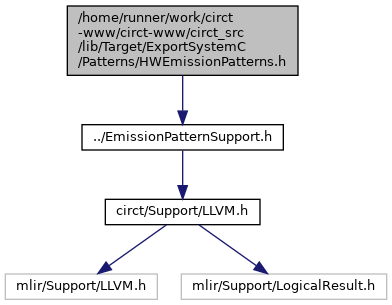 /home/runner/work/circt
-www/circt-www/circt_src
/lib/Target/ExportSystemC
/Patterns/HWEmissionPatterns.h
../EmissionPatternSupport.h
circt/Support/LLVM.h
mlir/Support/LLVM.h
mlir/Support/LogicalResult.h